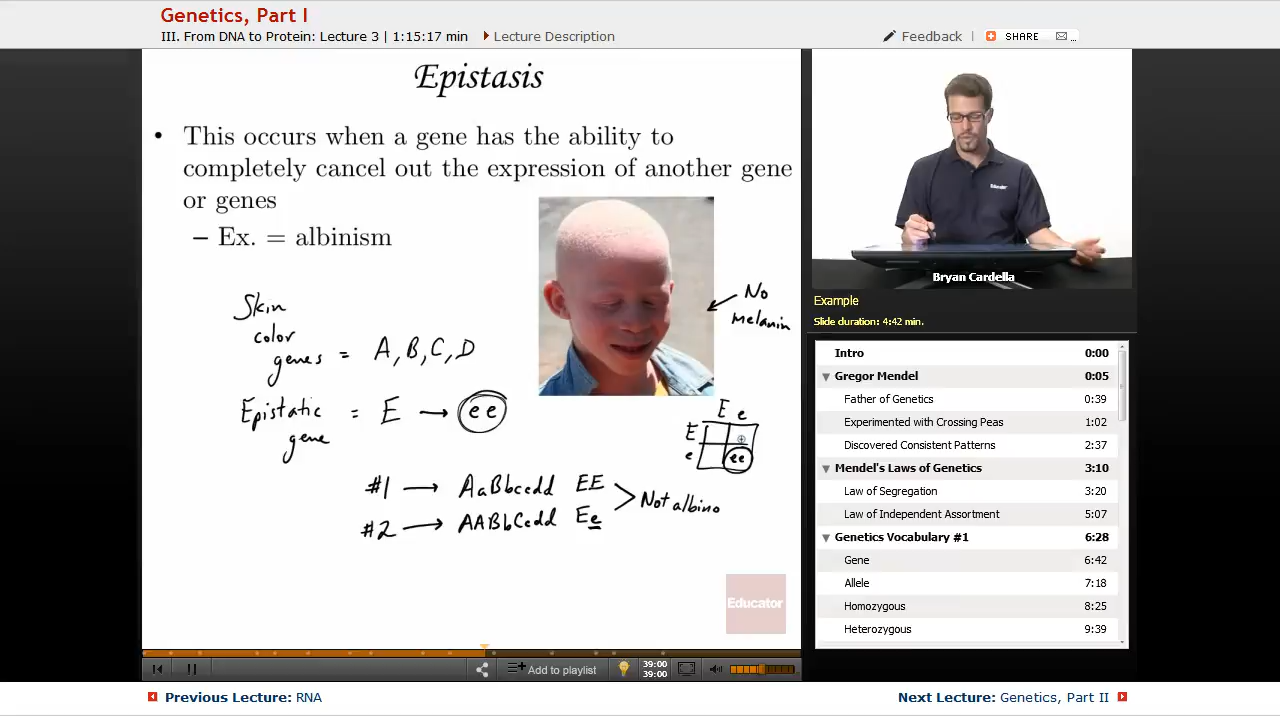 Genetics, Part I
III. From DNA to Protein: Lecture 3 | 1:15:17 min
Lecture Description
Feedback
SHARE
Epistasis
• This occurs when a gene has the ability to
completely cancel out the expression of another gene
or genes
– Ex. = albinism
No
melanin
Skin
color
genes = A, B, C, D
Epistatic
gene = E → ee
E e
E
e ee
#1 → AaBbccdd EE
#2 → AABbCcdd Ee
Not albino
Educator
Educator
Bryan Cardella
Example
Slide duration: 4:42 min.
Intro 0:00
Gregor Mendel 0:05
Father of Genetics 0:39
Experimented with Crossing Peas 1:02
Discovered Consistent Patterns 2:37
Mendel's Laws of Genetics 3:10
Law of Segregation 3:20
Law of Independent Assortment 5:07
Genetics Vocabulary #1 6:28
Gene 6:42
Allele 7:18
Homozygous 8:25
Heterozygous 9:39
Add to playlist
39:00
39:00
Previous Lecture: RNA
Next Lecture: Genetics, Part II